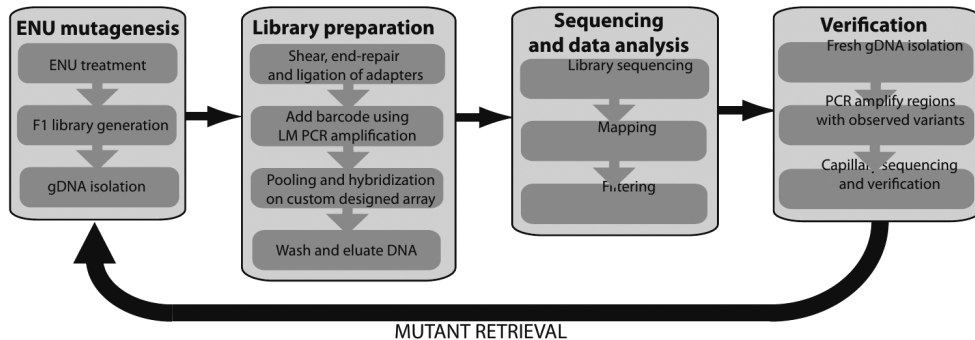 ENU mutagenesis
ENU treatment
F1 library generation
gDNA isolation
Library preparation
Shear, end-repair
and ligation of adapters
Add barcode using
LM PCR amplification
Pooling and hybridization
on custom designed array
Wash and eluate DNA
Sequencing
and data analysis
Library sequencing
Mapping
Filtering
Verification
Fresh gDNA isolation
PCR amplify regions
with observed variants
Capillary sequencing
and verification
MUTANT RETRIEVAL